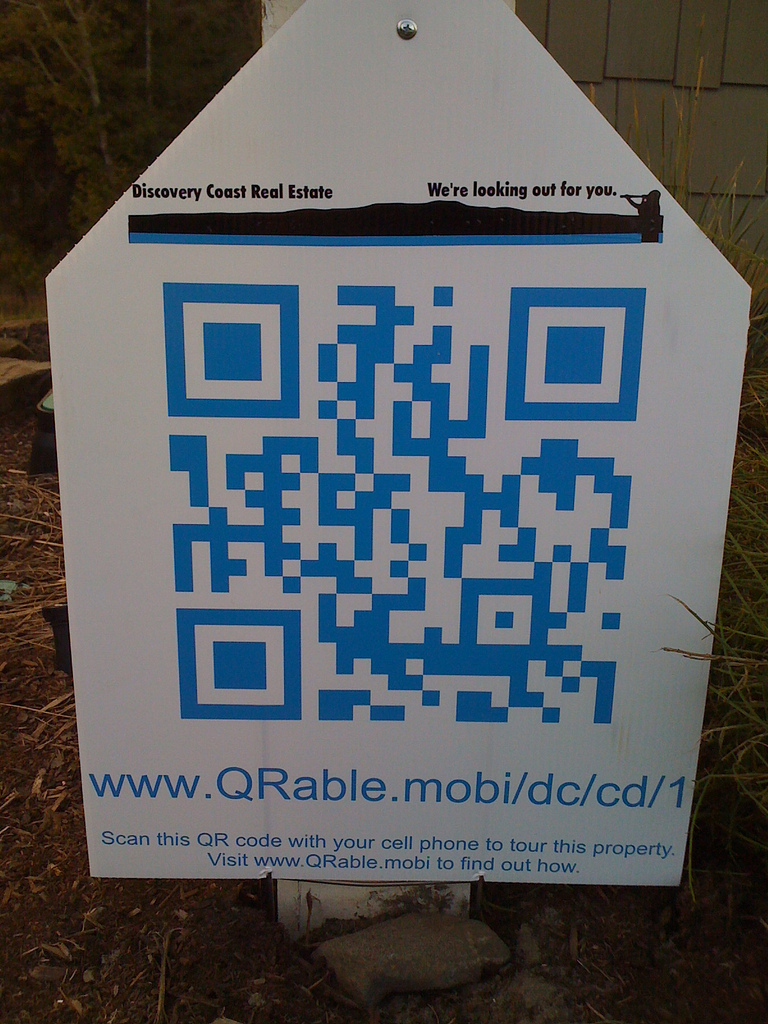 Discovery Coast Real Estate
We're looking out for you.
www.QRable.mobi/dc/cd/1
Scan this QR code with your cell phone to tour this property.
Visit www.QRable.mobi to find out how.